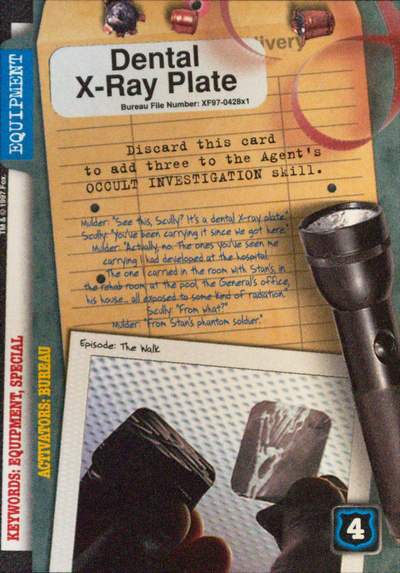 livery
Dental
X-Ray Plate
Bureau File Number: XF97-0428x1
EQUIPMENT
Discard this card
to add three to the Agent's
OCCULT INVESTIGATION skill.
TM & © 1997 Fox.
Mulder: "See this, Scully? It's a dental X-ray plate."
Scully: "You've been carrying it since we got here."
Mulder: "Actually, no. The ones you've seen me
carrying I had developed at the hospital.
The one I carried in the room with Stan's, in
the rehab room at the pool, the General's office,
his house... all exposed to some kind of radiation."
Scully: "From what?"
Mulder: "From Stan's phantom soldier."
Episode: The Walk
KEYWORDS: EQUIPMENT, SPECIAL
ACTIVATORS: BUREAU
4